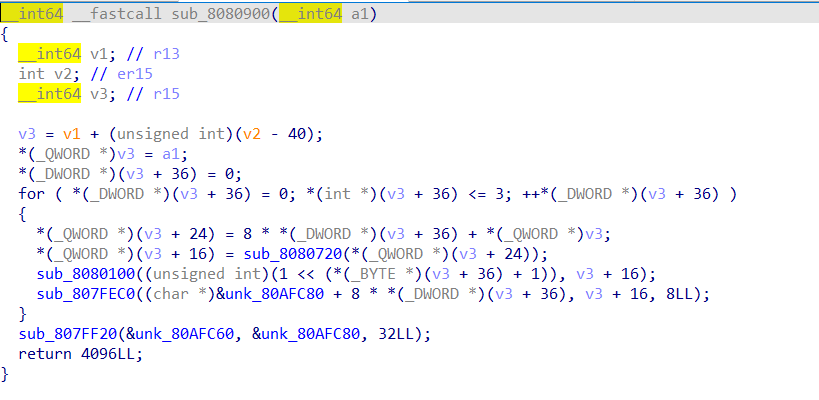 __int64 __fastcall sub_8080900(__int64 a1)
{
  __int64 v1; // r13
  int v2; // er15
  __int64 v3; // r15

  v3 = v1 + (unsigned int)(v2 - 40);
  *(_QWORD *)v3 = a1;
  *(_DWORD *)(v3 + 36) = 0;
  for ( *(_DWORD *)(v3 + 36) = 0; *(int *)(v3 + 36) <= 3; ++*(_DWORD *)(v3 + 36) )
  {
    *(_QWORD *)(v3 + 24) = 8 * *(_DWORD *)(v3 + 36) + *(_QWORD *)v3;
    *(_QWORD *)(v3 + 16) = sub_8080720(*(_QWORD *)(v3 + 24));
    sub_8080100((unsigned int)(1 << (*(_BYTE *)(v3 + 36) + 1)), v3 + 16);
    sub_807FEC0((char *)&unk_80AFC80 + 8 * *(_DWORD *)(v3 + 36), v3 + 16, 8LL);
  }
  sub_807FF20(&unk_80AFC60, &unk_80AFC80, 32LL);
  return 4096LL;
}